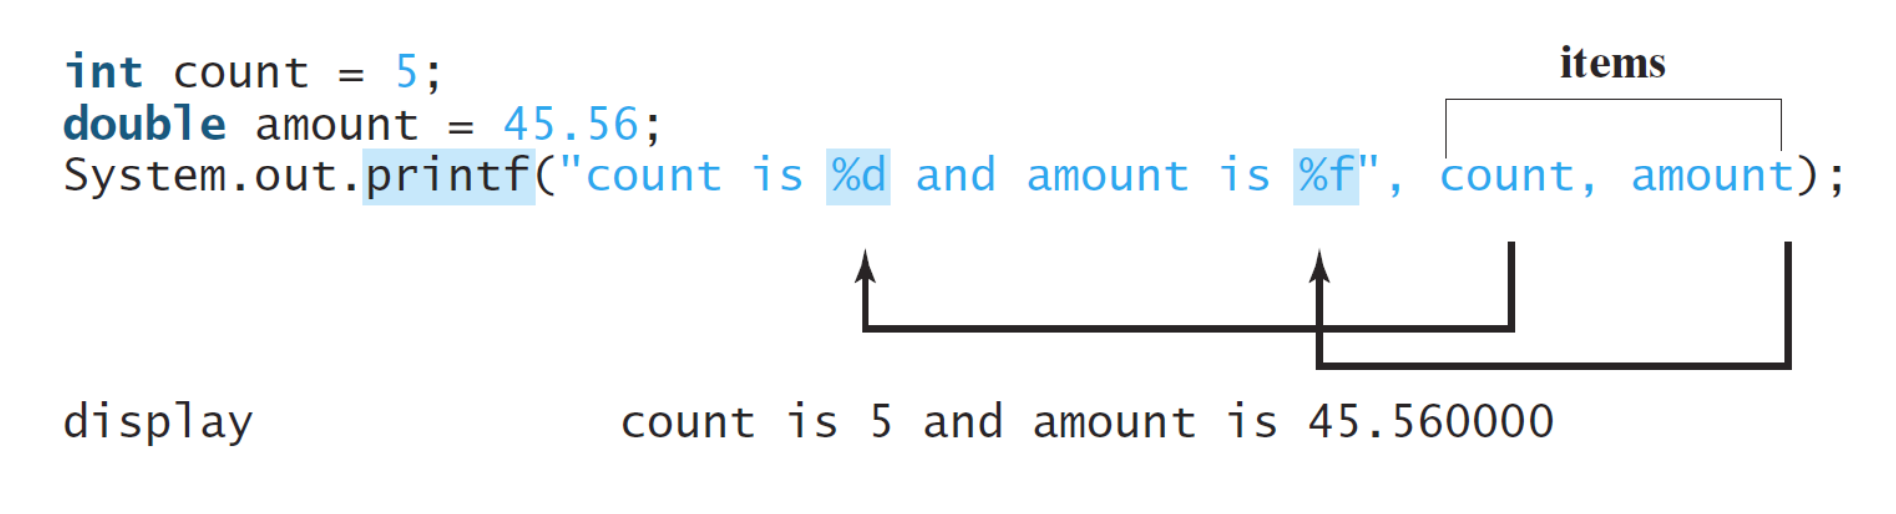 items
int count = 5;
double amount = 45.56;
System.out.printf("count is %d and amount is %f", count, amount);
display count is 5 and amount is 45.560000